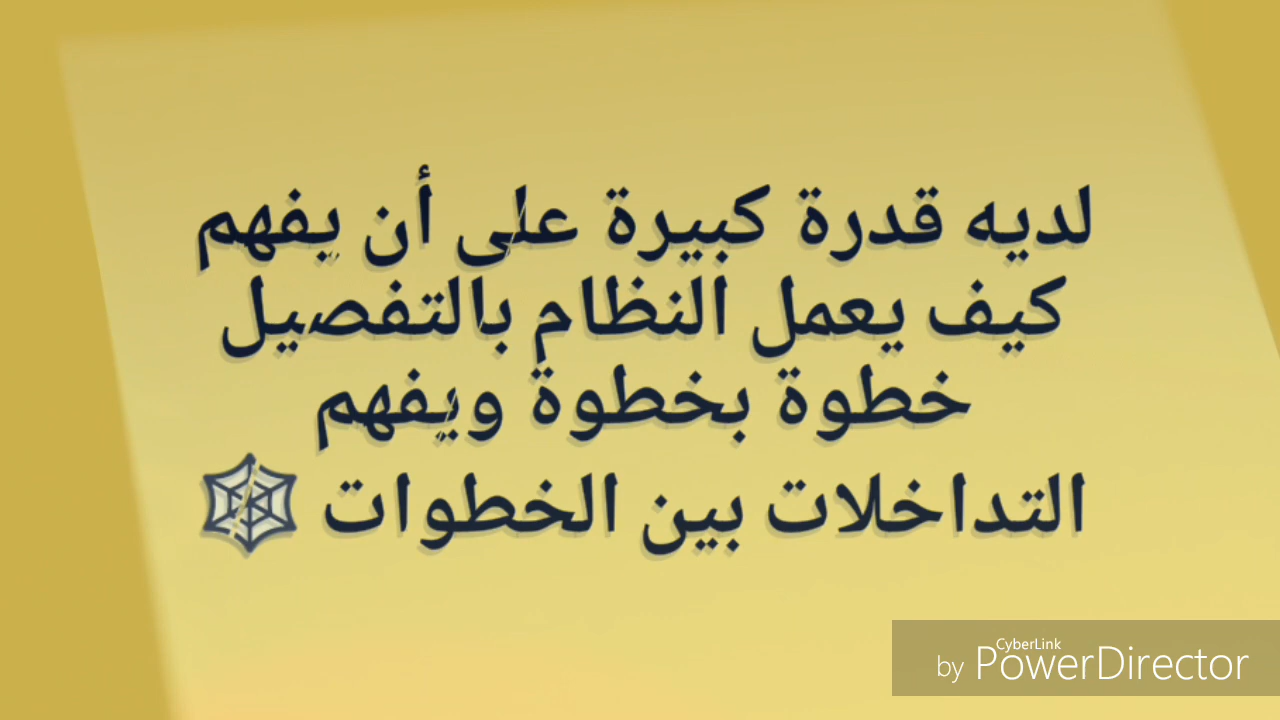 لديه قدرة كبيرة على أن يفهم
كيف يعمل النظام بالتفصيل
خطوة بخطوة ويفهم
التداخلات بين الخطوات 🕸
by CyberLink PowerDirector